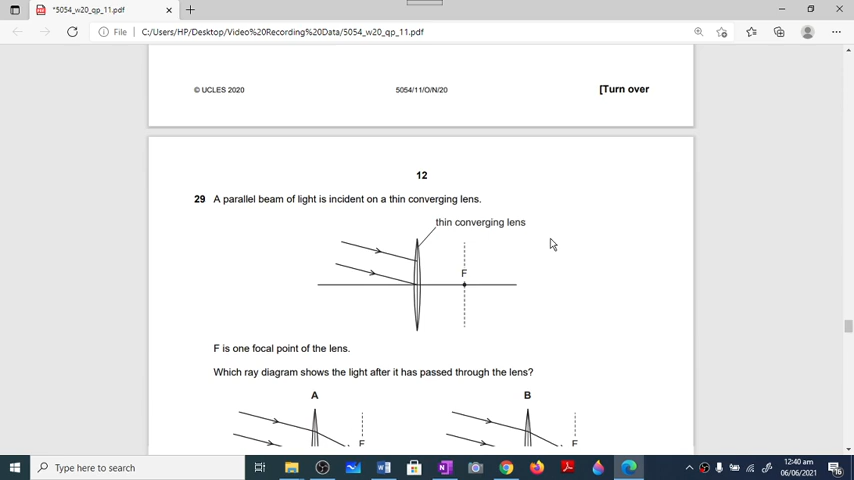 *5054_w20_qp_11.pdf
File
C:/Users/HP/Desktop/Video%20Recording%20Data/5054_w20_qp_11.pdf
© UCLES 2020
5054/11/O/N/20
[Turn over
12
29 A parallel beam of light is incident on a thin converging lens.
thin converging lens
F
F is one focal point of the lens.
Which ray diagram shows the light after it has passed through the lens?
A
B
F
F
Type here to search
12:40 am
06/06/2021
16